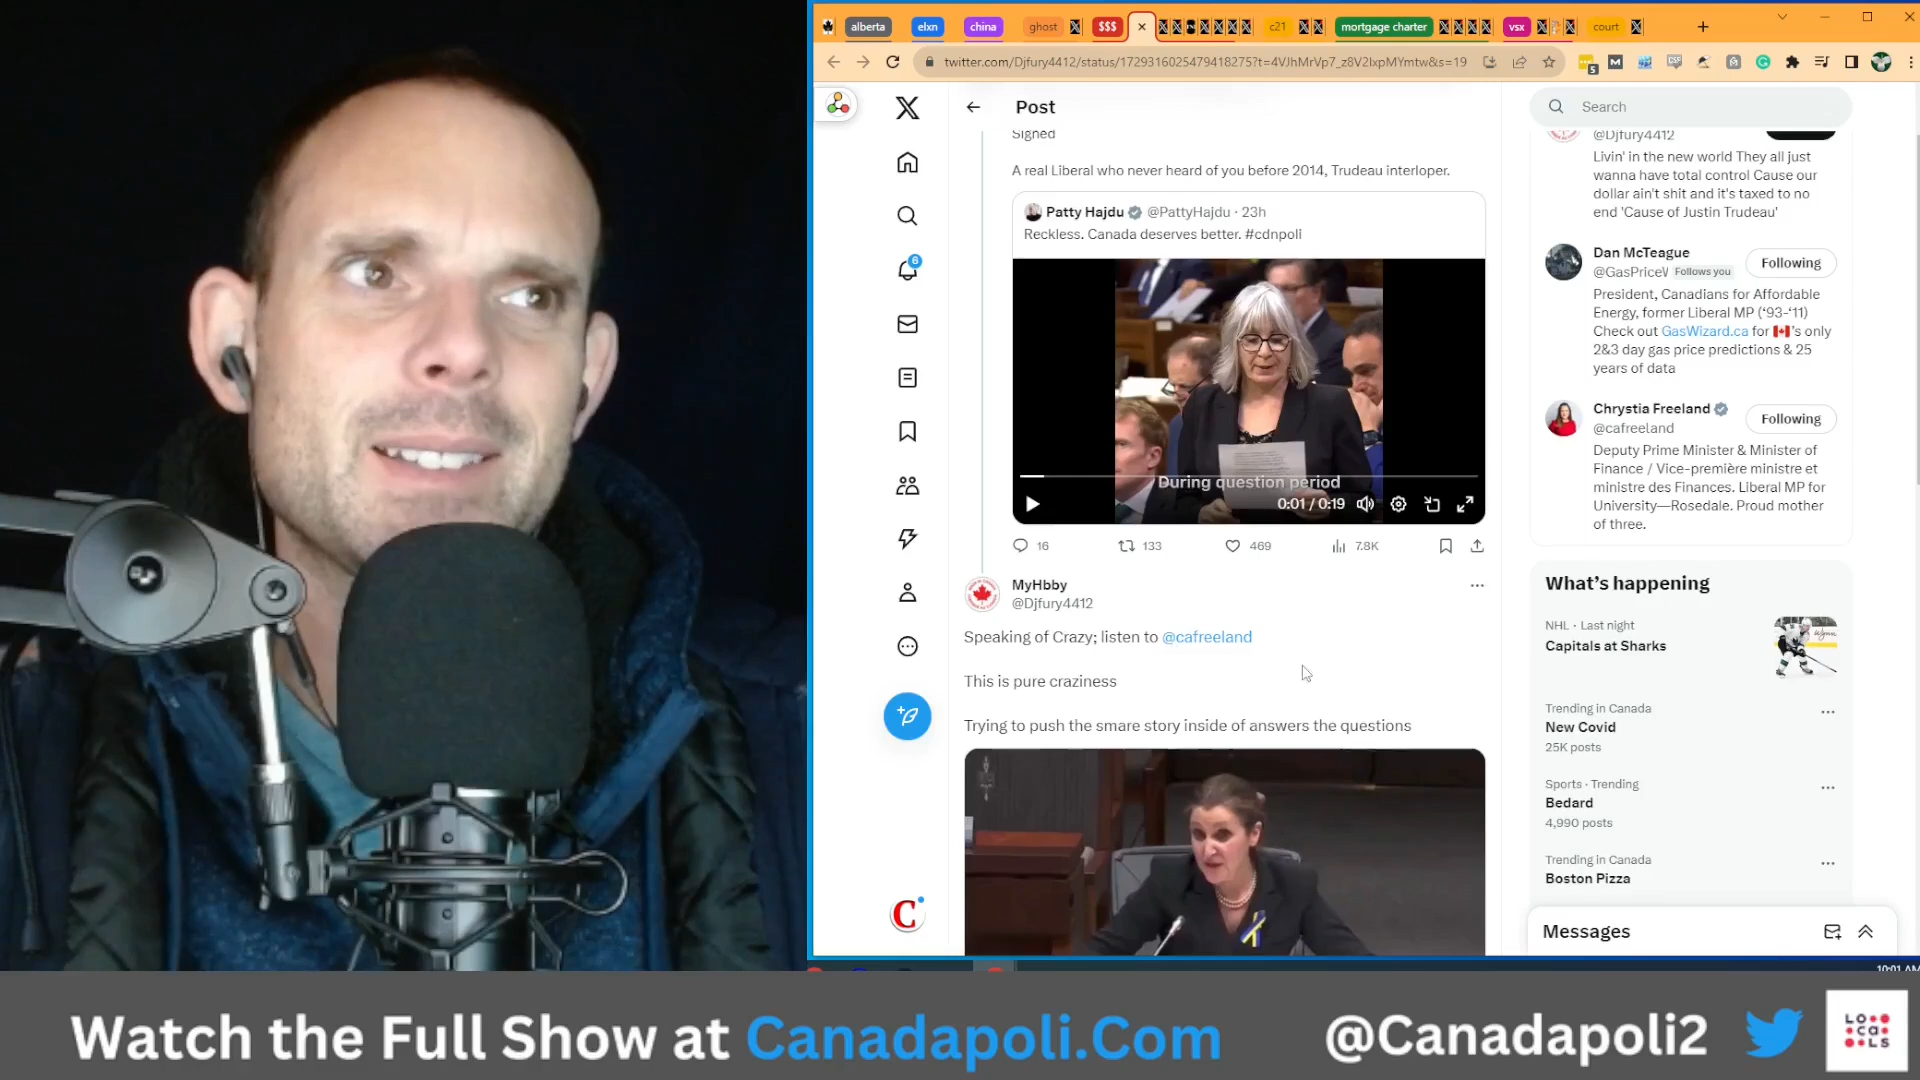 alberta
elxn
china
ghost
$$$
c21
mortgage charter
vsx
court
twitter.com/Djfury4412/status/1729316025479418275?t=4VJhMrVp7_z8V2lxpMYmtw&s=19
5
Post
Search
Signed
A real Liberal who never heard of you before 2014, Trudeau interloper.
Patty Hajdu @PattyHajdu · 23h
Reckless. Canada deserves better. #cdnpoli
During question period
0:01 / 0:19
16
133
469
7.8K
6
MyHbby
@Djfury4412
Speaking of Crazy; listen to @cafreeland
This is pure craziness
Trying to push the smare story inside of answers the questions
@Djfury4412
Livin' in the new world They all just
wanna have total control Cause our
dollar ain't shit and it's taxed to no
end 'Cause of Justin Trudeau'
Dan McTeague
@GasPriceW Follows you
Following
President, Canadians for Affordable
Energy, former Liberal MP ('93-'11)
Check out GasWizard.ca for 's only
2&3 day gas price predictions & 25
years of data
Chrystia Freeland
@cafreeland
Following
Deputy Prime Minister & Minister of
Finance / Vice-première ministre et
ministre des Finances. Liberal MP for
University—Rosedale. Proud mother
of three.
What's happening
NHL · Last night
Capitals at Sharks
Trending in Canada
New Covid
25K posts
Sports · Trending
Bedard
4,990 posts
Trending in Canada
Boston Pizza
Messages
C
10:01 AM
Watch the Full Show at Canadapoli.Com
@Canadapoli2
LO
ca
LS